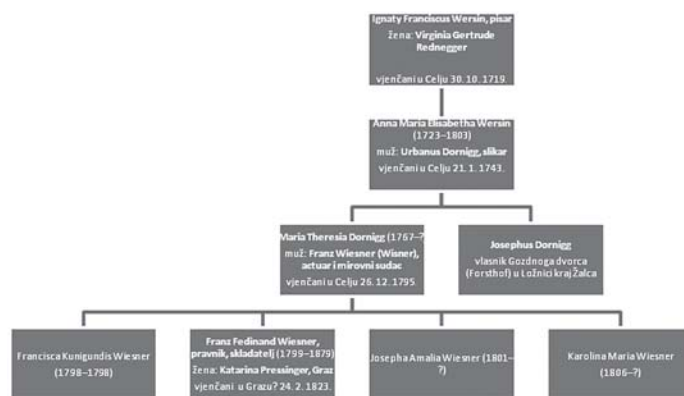 Ignaty Franciscus Wersin, pisar
žena: Virginia Gertrude
Rednegger
vjenčani u Celju 30. 10. 1719.
Anna Maria Elisabetha Wersin
(1723–1803)
muž: Urbanus Dornigg, slikar
vjenčani u Celju 21. 1. 1743.
Maria Theresia Dornigg (1767–?)
muž: Franz Wiesner (Wisner),
actuar i mirovni sudac
vjenčani u Celju 26. 12. 1795.
Josephus Dornigg
vlasnik Gozdnoga dvorca
(Forsthof) u Ložnici kraj Žalca
Francisca Kunigundis Wiesner
(1798–1798)
Franz Fedinand Wiesner,
pravnik, skladatelj (1799–1879)
žena: Katarina Pressinger, Graz
vjenčani u Grazu? 24. 2. 1823.
Josepha Amalia Wiesner (1801–
?)
Karolina Maria Wiesner
(1806–?)